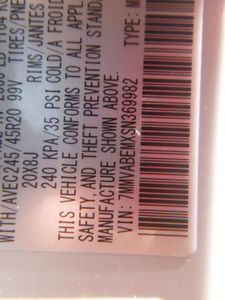 WITH/AVEC245/45R20 99V TIRES/PNE
20X8J RIMS/JANTES
240 KPA/35 PSI COLD/A FROID
THIS VEHICLE CONFORMS TO ALL APPL
SAFETY AND THEFT PREVENTION STAND
MANUFACTURE SHOWN ABOVE.
VIN: 7MMVABEMXSN369982 TYPE: M